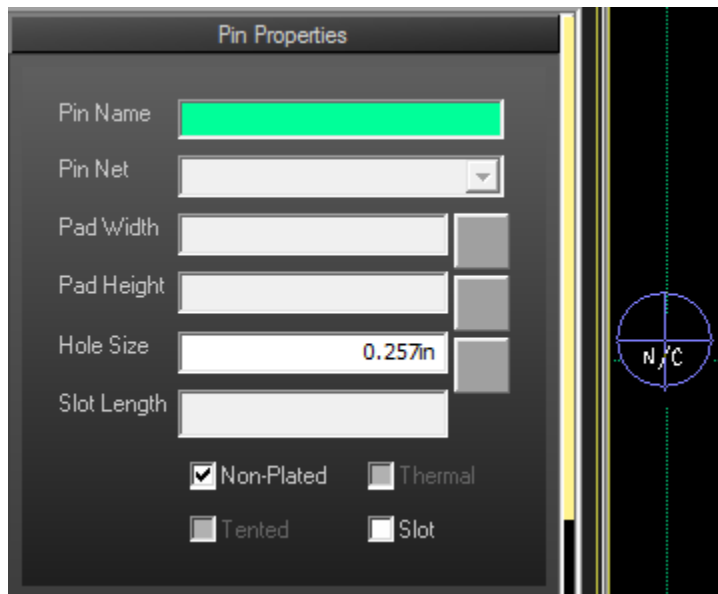 Pin Properties
Pin Name
Pin Net
Pad Width
Pad Height
Hole Size 0.257in
Slot Length
Non-Plated Thermal
Tented Slot
N/C